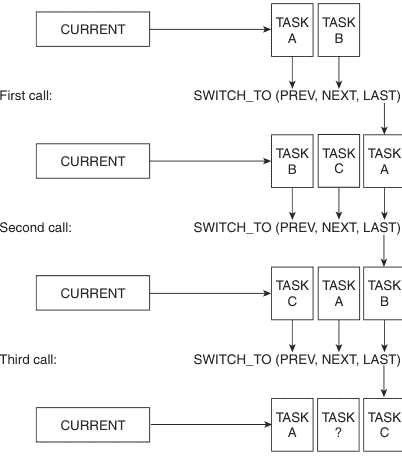 CURRENT
TASK
A
TASK
B
First call:
SWITCH_TO (PREV, NEXT, LAST)
CURRENT
TASK
B
TASK
C
TASK
A
Second call:
SWITCH_TO (PREV, NEXT, LAST)
CURRENT
TASK
C
TASK
A
TASK
B
Third call:
SWITCH_TO (PREV, NEXT, LAST)
CURRENT
TASK
A
TASK
?
TASK
C